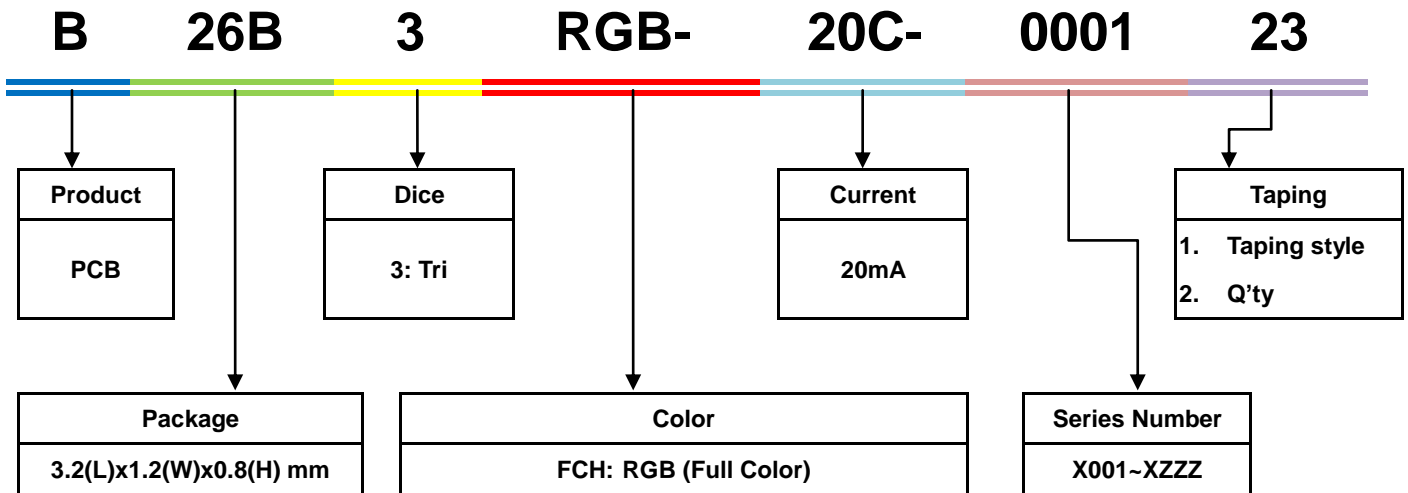 B 26B 3 RGB- 20C- 0001 23
Product
PCB
Dice
3: Tri
Current
20mA
Taping
1. Taping style
2. Q'ty
Package
3.2(L)x1.2(W)x0.8(H) mm
Color
FCH: RGB (Full Color)
Series Number
X001~XZZZ